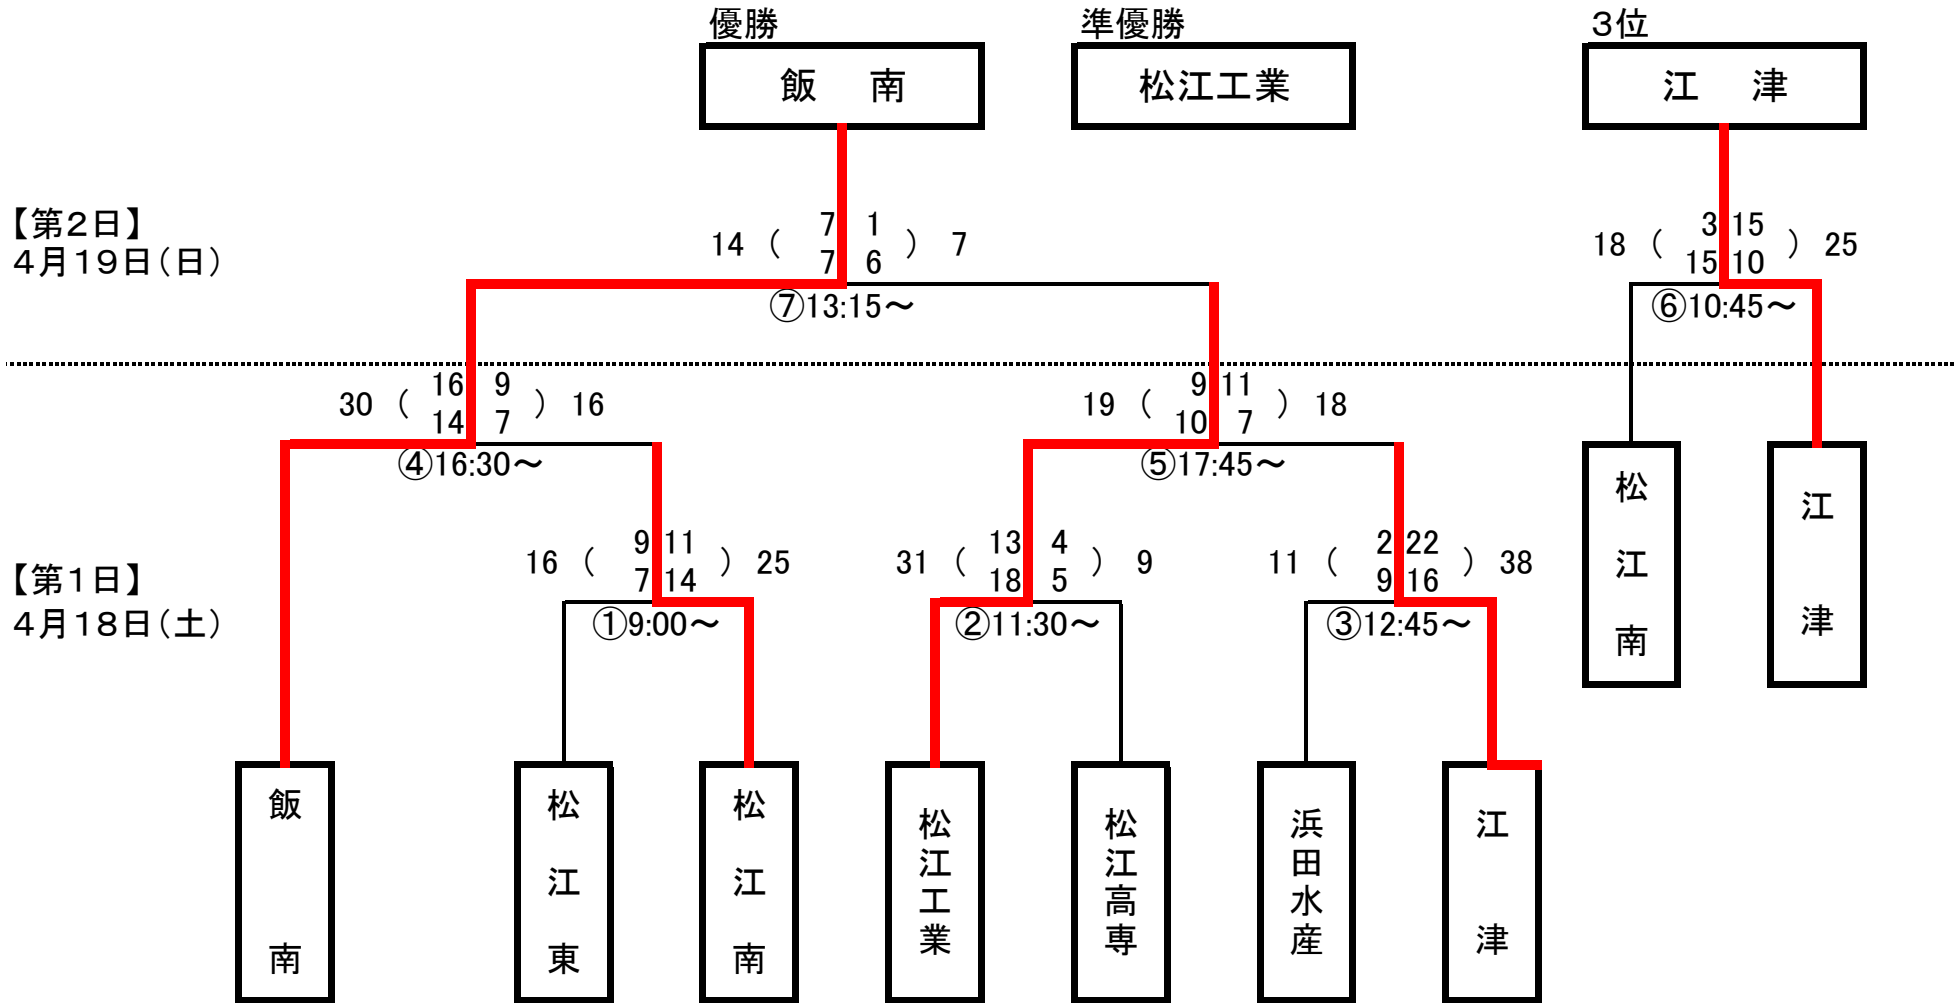 優勝 準優勝 3位
飯 南 松江工業 江 津
【第2日】
4月19日(日)
14 ( 7 1 ) 7
7 6
⑦13:15～
18 ( 3 15 ) 25
15 10
⑥10:45～
30 ( 16 9 ) 16
14 7
④16:30～
19 ( 9 11 ) 18
10 7
⑤17:45～
松江南
江津
【第1日】
4月18日(土)
16 ( 9 11 ) 25
7 14
①9:00～
31 ( 13 4 ) 9
18 5
②11:30～
11 ( 2 22 ) 38
9 16
③12:45～
飯南
松江東
松江南
松江工業
松江高専
浜田水産
江津